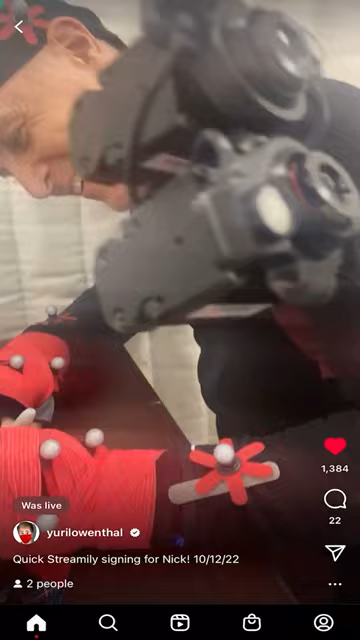 1,384
22
Was live
yurilowenthal
Quick Streamily signing for Nick! 10/12/22
2 people